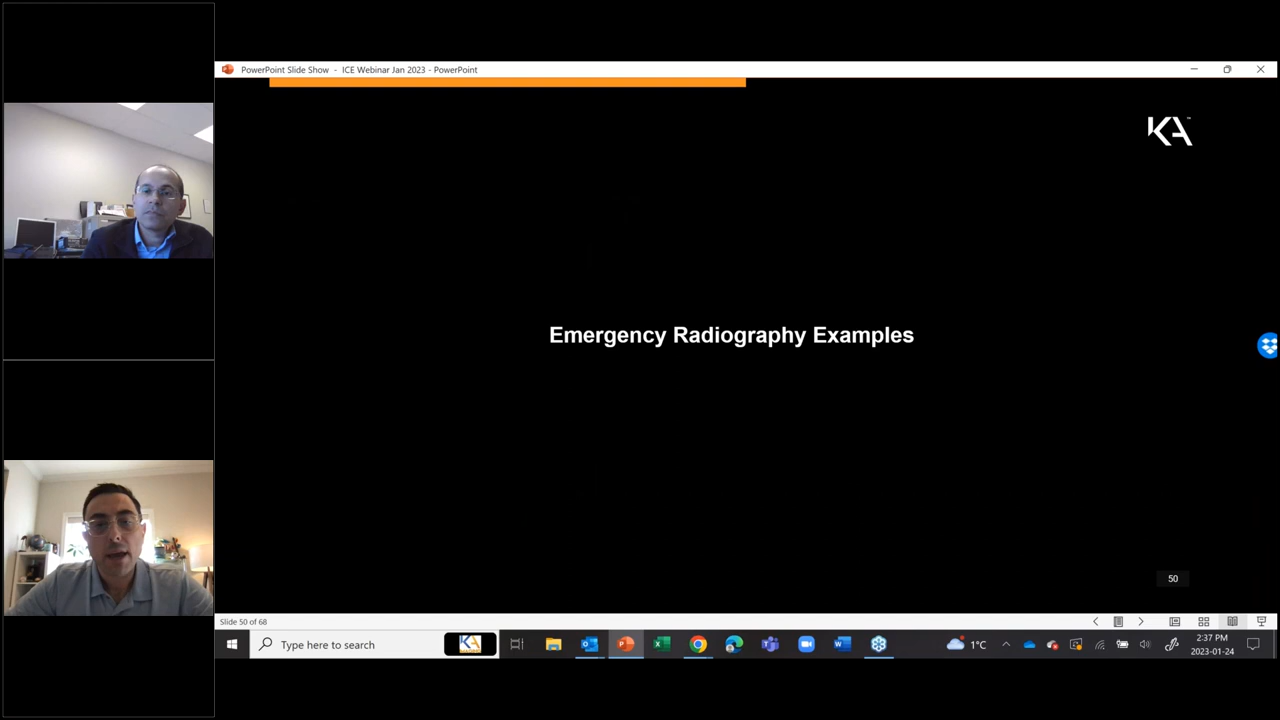 PowerPoint Slide Show - ICE Webinar Jan 2023 - PowerPoint
KA™
Emergency Radiography Examples
50
Slide 50 of 68
Type here to search
KA
1°C
2:37 PM
2023-01-24